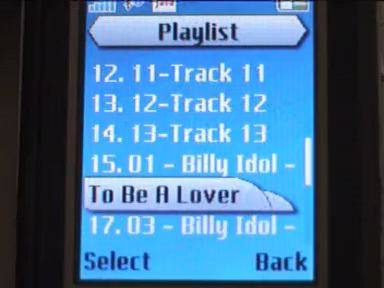 Playlist
12. 11-Track 11
13. 12-Track 12
14. 13-Track 13
15. 01 - Billy Idol -
To Be A Lover
17. 03 - Billy Idol -
Select Back